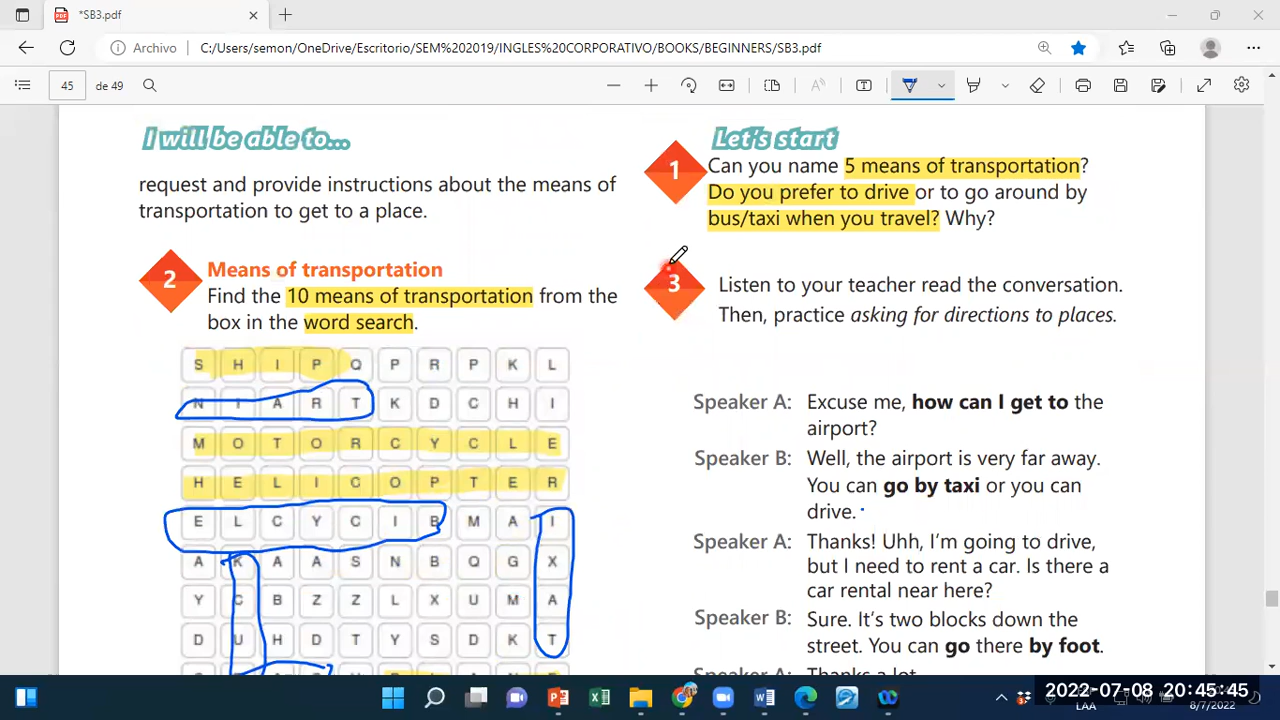 *SB3.pdf
Archivo
C:/Users/semon/OneDrive/Escritorio/SEM%202019/INGLES%20CORPORATIVO/BOOKS/BEGINNERS/SB3.pdf
45 de 49
I will be able to...
request and provide instructions about the means of
transportation to get to a place.
2
Means of transportation
Find the 10 means of transportation from the
box in the word search.
S H I P Q P R P K L
N I A R T K D C H I
M O T O R C Y C L E
H E L I C O P T E R
E L C Y C I B M A I
A K A A S N B Q G X
Y C B Z Z L X U M A
D U H D T Y S D K T
Let's start
1
Can you name 5 means of transportation?
Do you prefer to drive or to go around by
bus/taxi when you travel? Why?
3
Listen to your teacher read the conversation.
Then, practice asking for directions to places.
Speaker A: Excuse me, how can I get to the
airport?
Speaker B: Well, the airport is very far away.
You can go by taxi or you can
drive.
Speaker A: Thanks! Uhh, I'm going to drive,
but I need to rent a car. Is there a
car rental near here?
Speaker B: Sure. It's two blocks down the
street. You can go there by foot.
Speaker A: Thanks a lot.
2022-07-08 20:45:45
LAA
8/7/2022